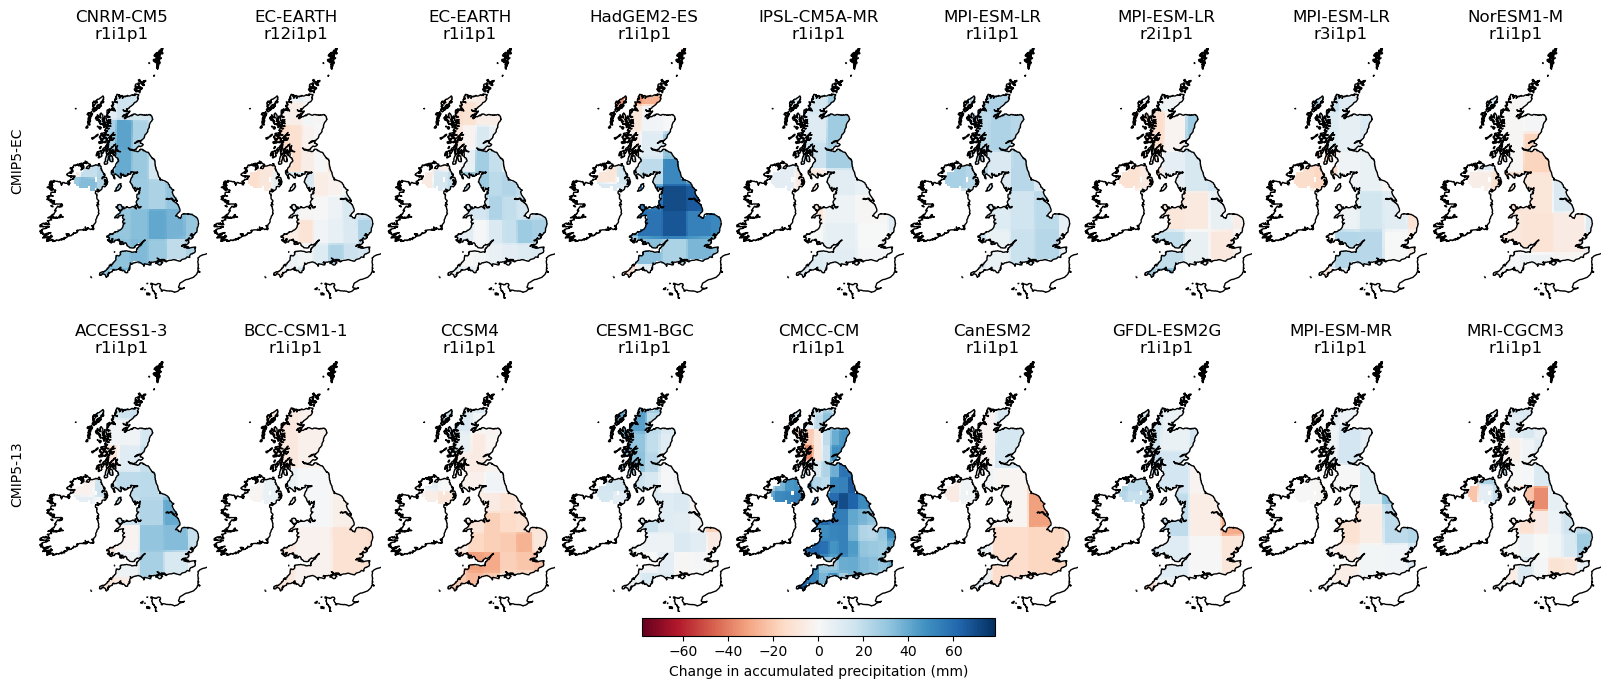 CNRM-CM5
r1i1p1
EC-EARTH
r12i1p1
EC-EARTH
r1i1p1
HadGEM2-ES
r1i1p1
IPSL-CM5A-MR
r1i1p1
MPI-ESM-LR
r1i1p1
MPI-ESM-LR
r2i1p1
MPI-ESM-LR
r3i1p1
NorESM1-M
r1i1p1
CMIP5-EC
ACCESS1-3
r1i1p1
BCC-CSM1-1
r1i1p1
CCSM4
r1i1p1
CESM1-BGC
r1i1p1
CMCC-CM
r1i1p1
CanESM2
r1i1p1
GFDL-ESM2G
r1i1p1
MPI-ESM-MR
r1i1p1
MRI-CGCM3
r1i1p1
CMIP5-13
−60 −40 −20 0 20 40 60
Change in accumulated precipitation (mm)